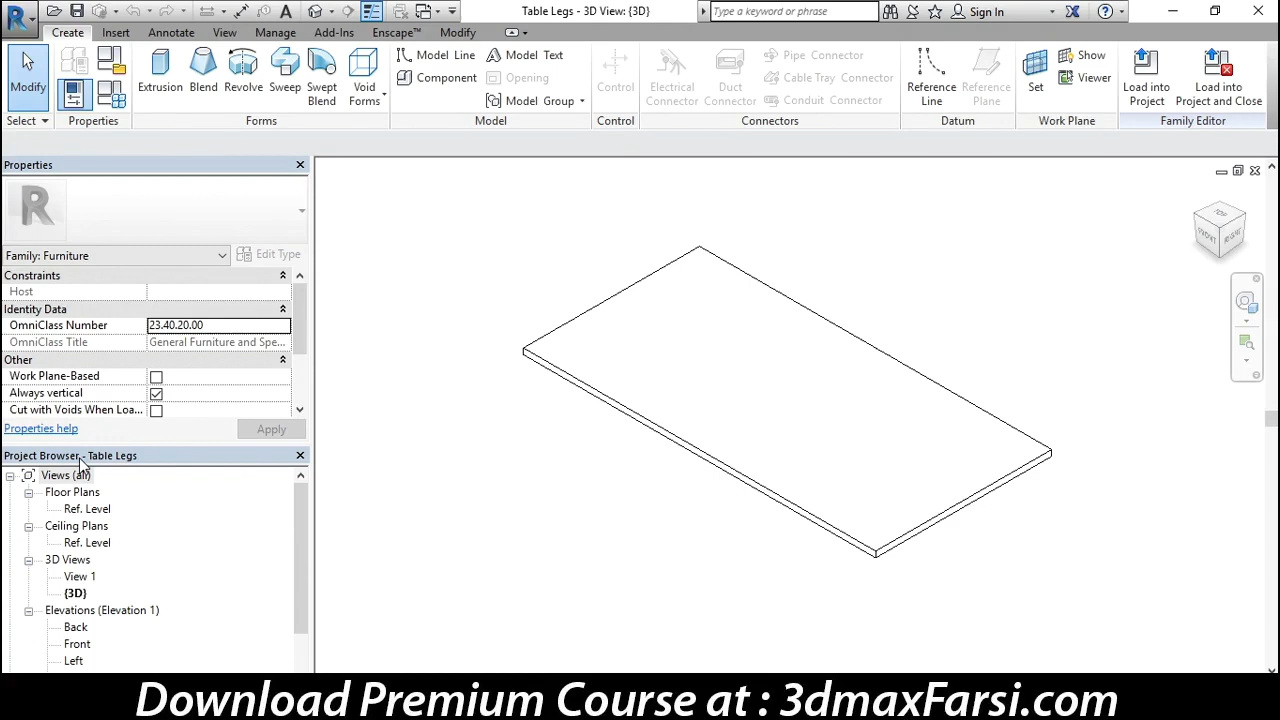 Table Legs - 3D View: {3D}
Type a keyword or phrase
Sign In
Create Insert Annotate View Manage Add-Ins Enscape™ Modify
Modify
Select
Properties
Extrusion Blend Revolve Sweep Swept Blend Void Forms
Forms
Model Line
Component
Model Text
Opening
Model Group
Model
Control
Control
Electrical Connector
Duct Connector
Pipe Connector
Cable Tray Connector
Conduit Connector
Connectors
Reference Line
Reference Plane
Datum
Set
Show
Viewer
Work Plane
Load into Project
Load into Project and Close
Family Editor
Properties
R
Family: Furniture
Edit Type
Constraints
Host
Identity Data
OmniClass Number 23.40.20.00
OmniClass Title General Furniture and Spe...
Other
Work Plane-Based
Always vertical
Cut with Voids When Loa...
Properties help
Apply
Project Browser - Table Legs
Views (all)
Floor Plans
Ref. Level
Ceiling Plans
Ref. Level
3D Views
View 1
{3D}
Elevations (Elevation 1)
Back
Front
Left
TOP
FRONT
Download Premium Course at : 3dmaxFarsi.com